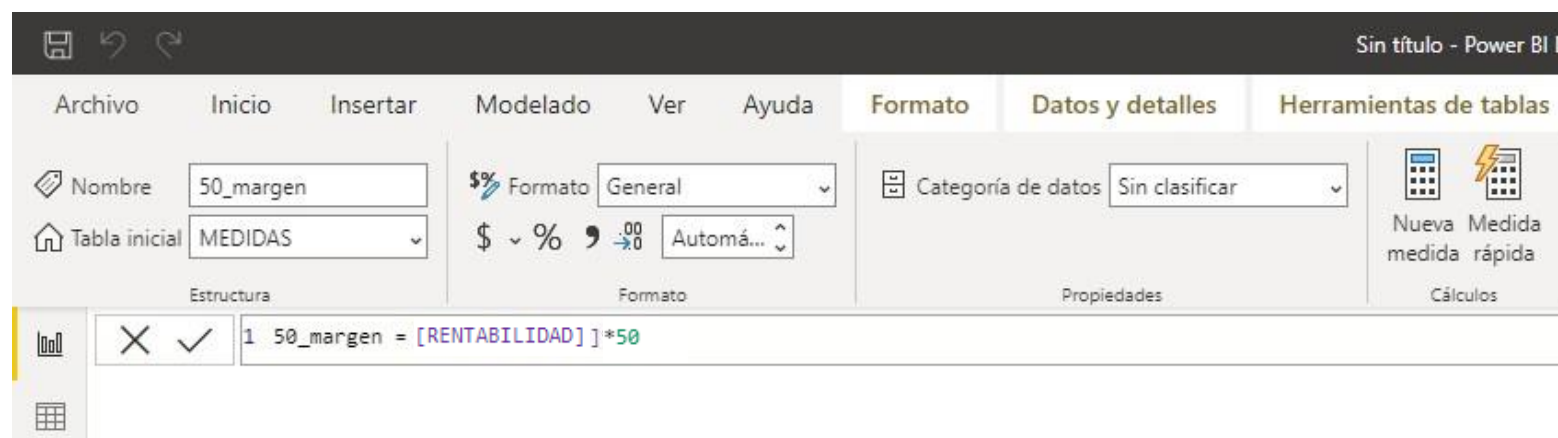 Sin título - Power BI
Archivo Inicio Insertar Modelado Ver Ayuda Formato Datos y detalles Herramientas de tablas
Nombre 50_margen $% Formato General Categoría de datos Sin clasificar
Tabla inicial MEDIDAS $ % , .00 →0 Automá... Nueva medida Medida rápida
Estructura Formato Propiedades Cálculos
1 50_margen = [RENTABILIDAD]]*50